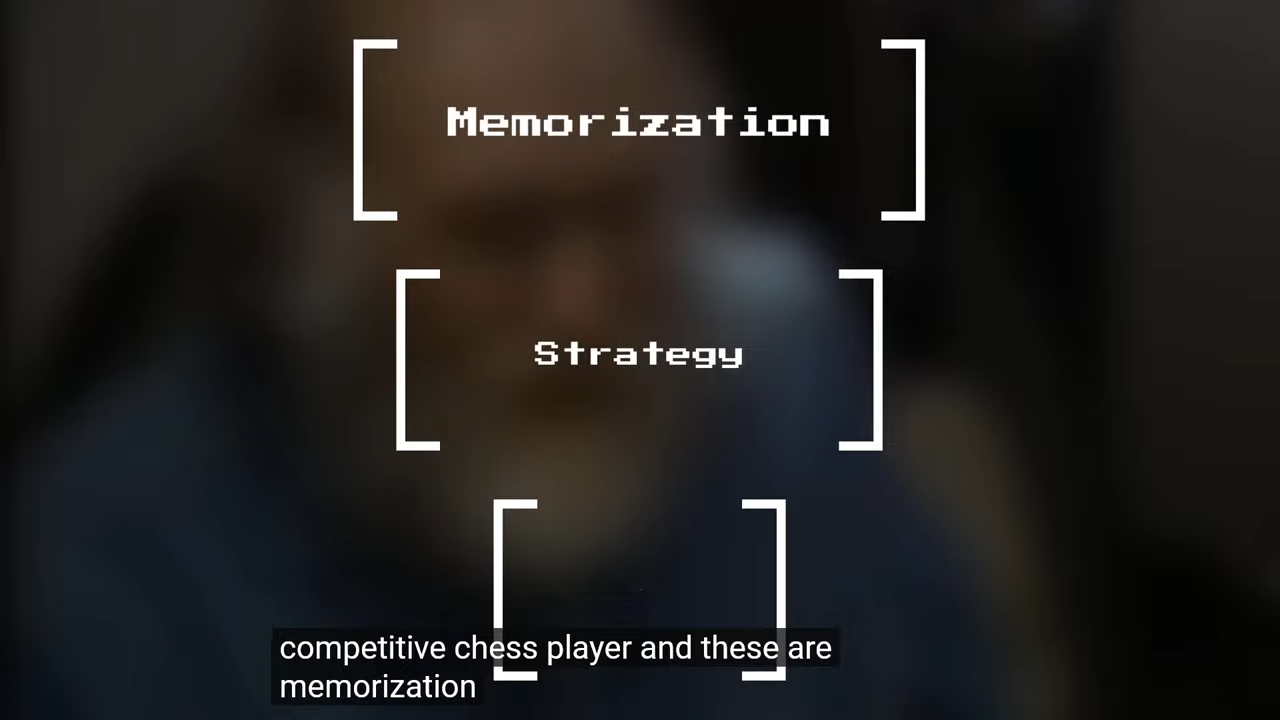 Memorization
Strategy
competitive chess player and these are
memorization